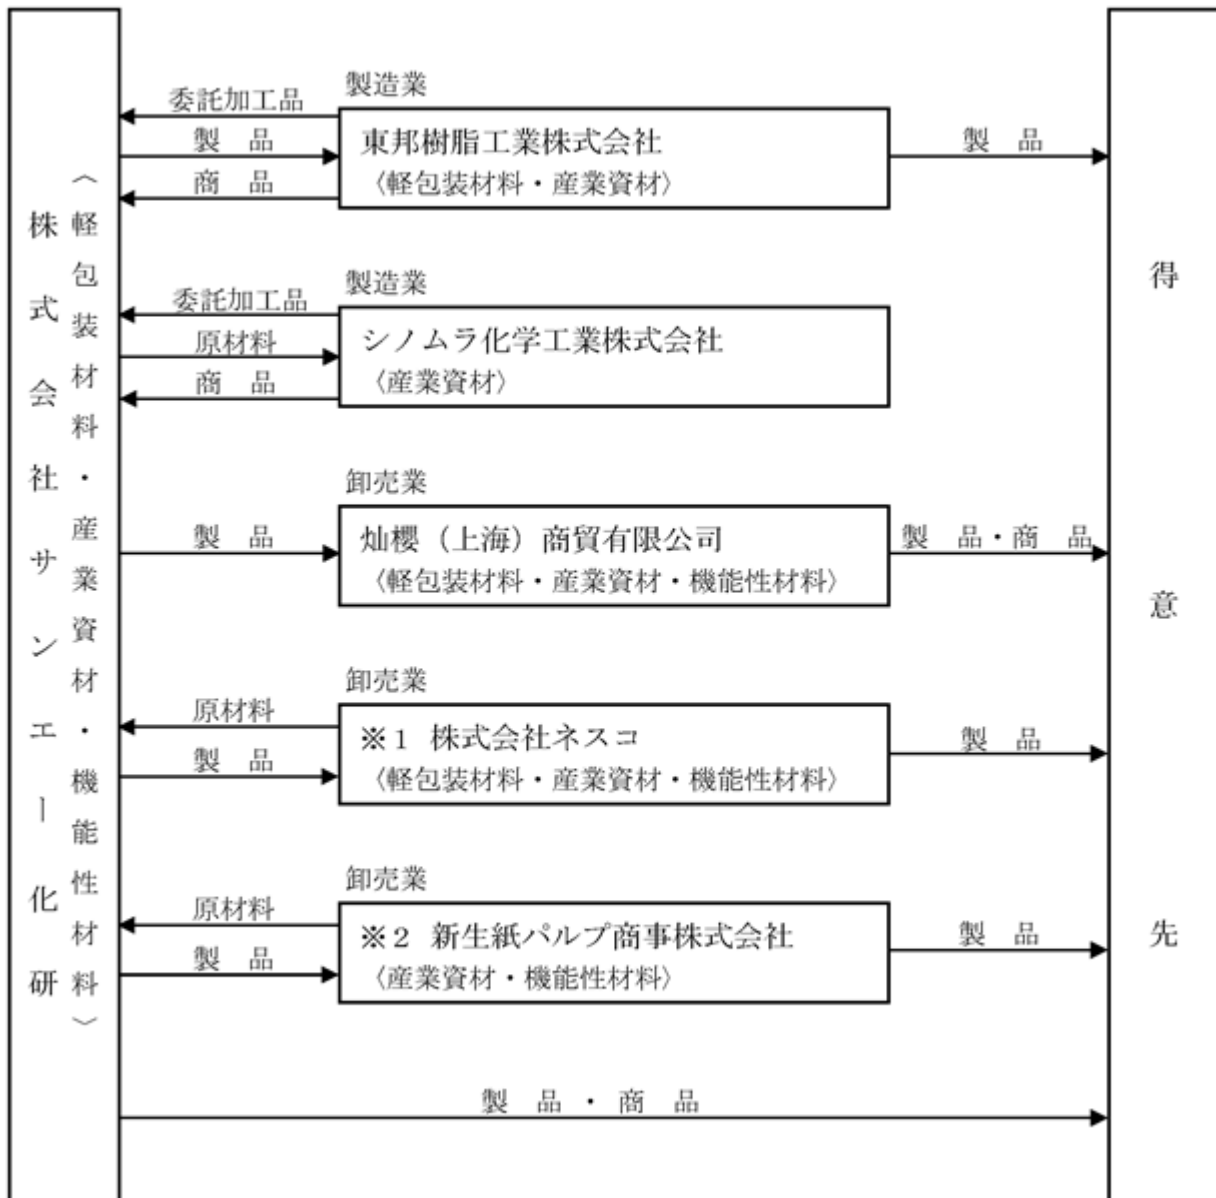 株式会社サンエー化研
〈軽包装材料・産業資材・機能性材料〉
製造業
委託加工品
製　品
商　品
東邦樹脂工業株式会社
〈軽包装材料・産業資材〉
製　品
製造業
委託加工品
原材料
商　品
シノムラ化学工業株式会社
〈産業資材〉
卸売業
製　品
灿櫻（上海）商貿有限公司
〈軽包装材料・産業資材・機能性材料〉
製　品・商　品
卸売業
原材料
製　品
※1　株式会社ネスコ
〈軽包装材料・産業資材・機能性材料〉
製　品
卸売業
原材料
製　品
※2　新生紙パルプ商事株式会社
〈産業資材・機能性材料〉
製　品
製　品　・　商　品
得意先